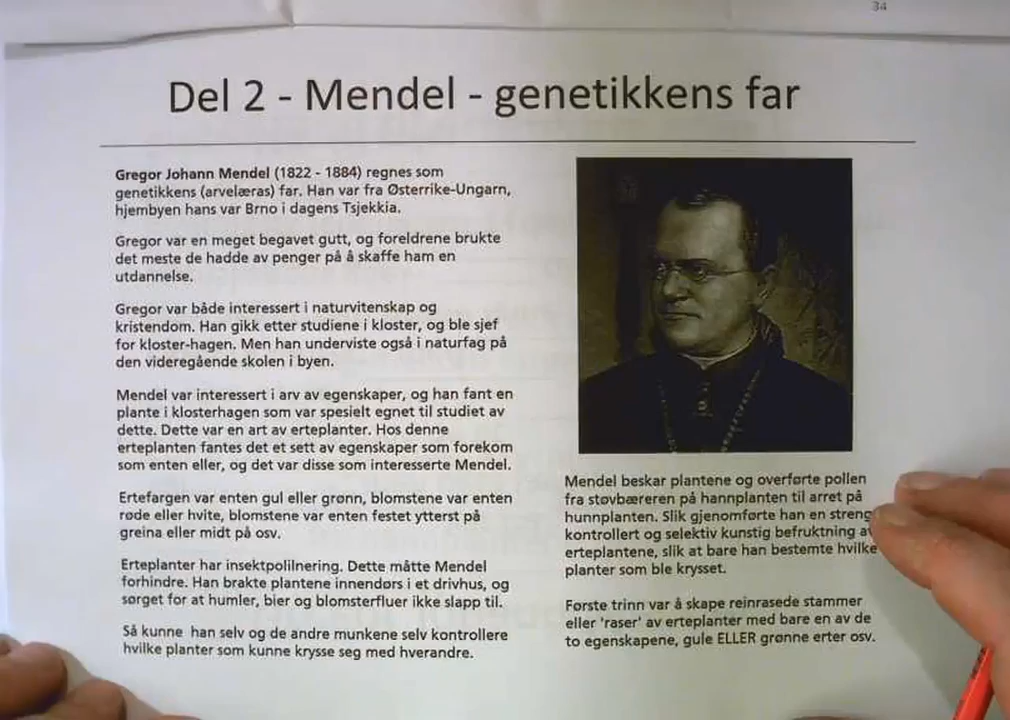 34
Del 2 - Mendel - genetikkens far
Gregor Johann Mendel (1822 - 1884) regnes som
genetikkens (arvelæras) far. Han var fra Østerrike-Ungarn,
hjembyen hans var Brno i dagens Tsjekkia.
Gregor var en meget begavet gutt, og foreldrene brukte
det meste de hadde av penger på å skaffe ham en
utdannelse.
Gregor var både interessert i naturvitenskap og
kristendom. Han gikk etter studiene i kloster, og ble sjef
for kloster-hagen. Men han underviste også i naturfag på
den videregående skolen i byen.
Mendel var interessert i arv av egenskaper, og han fant en
plante i klosterhagen som var spesielt egnet til studiet av
dette. Dette var en art av erteplanter. Hos denne
erteplanten fantes det et sett av egenskaper som forekom
som enten eller, og det var disse som interesserte Mendel.
Ertefargen var enten gul eller grønn, blomstene var enten
røde eller hvite, blomstene var enten festet ytterst på
greina eller midt på osv.
Erteplanter har insektpolilnering. Dette måtte Mendel
forhindre. Han brakte plantene innendørs i et drivhus, og
sørget for at humler, bier og blomsterfluer ikke slapp til.
Så kunne han selv og de andre munkene selv kontrollere
hvilke planter som kunne krysse seg med hverandre.
Mendel beskar plantene og overførte pollen
fra støvbæreren på hannplanten til arret på
hunnplanten. Slik gjenomførte han en streng
kontrollert og selektiv kunstig befruktning av
erteplantene, slik at bare han bestemte hvilke
planter som ble krysset.
Første trinn var å skape reinrasede stammer
eller 'raser' av erteplanter med bare en av de
to egenskapene, gule ELLER grønne erter osv.